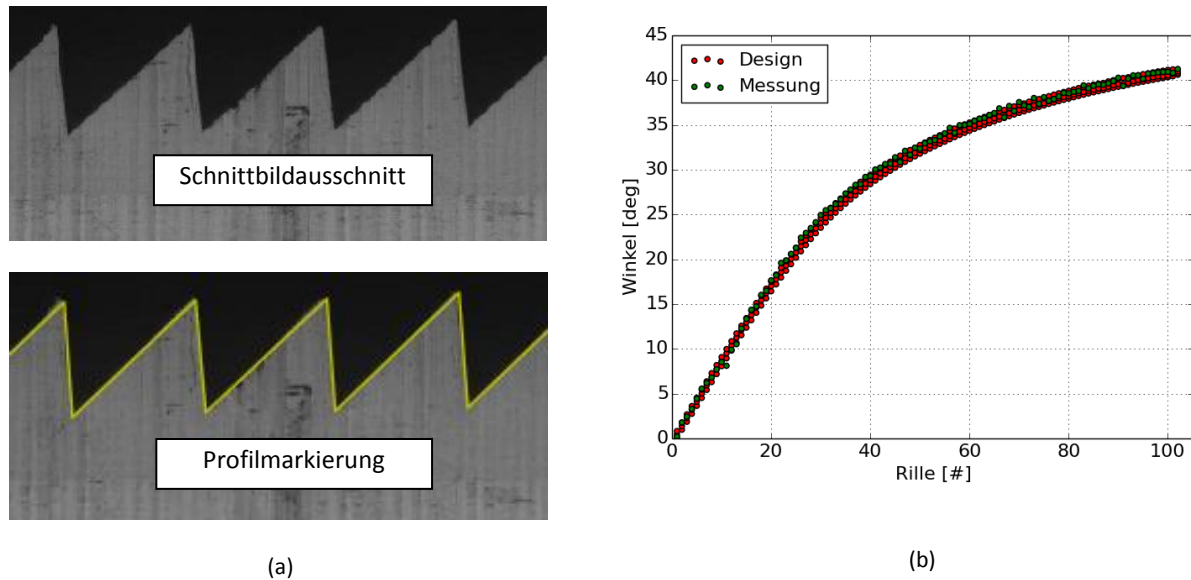 Schnittbildausschnitt
Profilmarkierung
(a)
45
40
35
30
25
20
15
10
5
0
Winkel [deg]
Design
Messung
0 20 40 60 80 100
Rille [#]
(b)